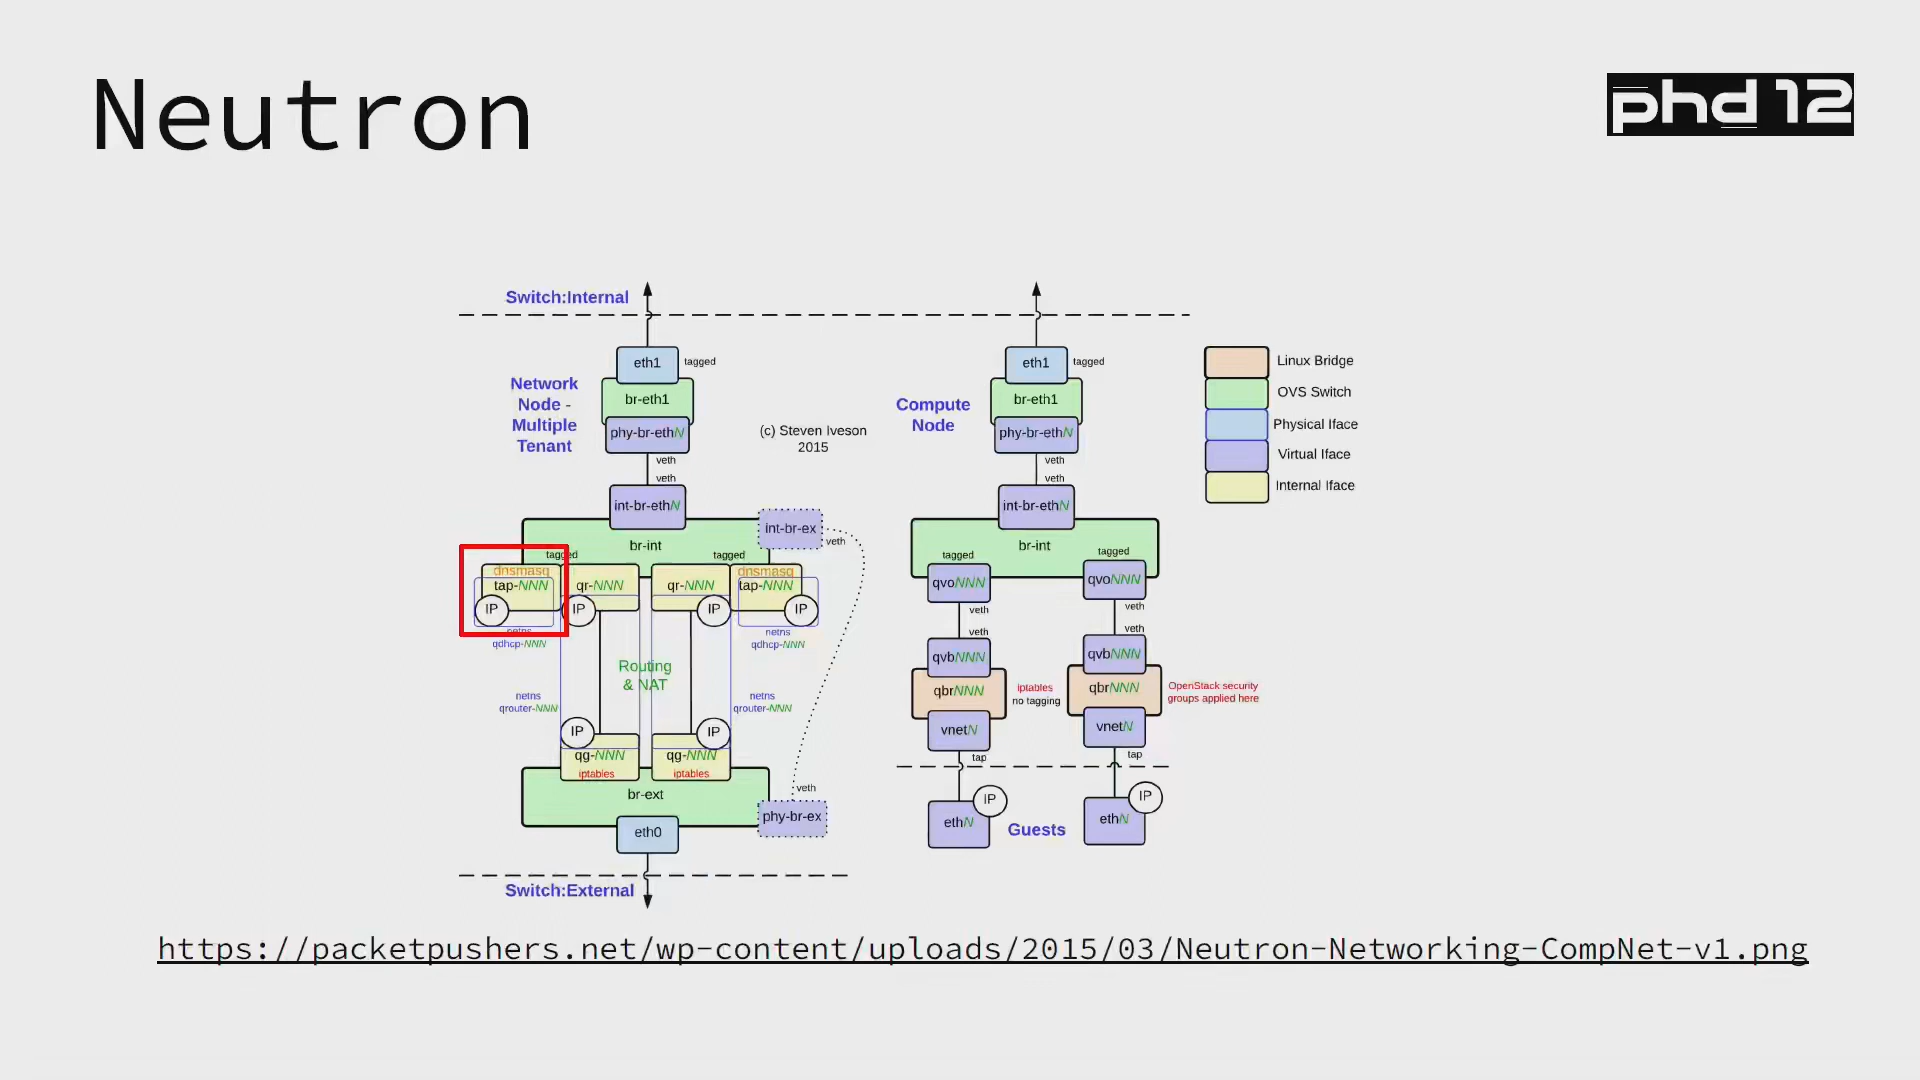 Neutron
phd 12
Switch:Internal
eth1
tagged
br-eth1
phy-br-ethN
Network
Node -
Multiple
Tenant
veth
veth
int-br-ethN
(c) Steven Iveson
2015
int-br-ex
veth
br-int
tagged
tagged
dnsmasq
tap-NNN
IP
netns
qdhcp-NNN
qr-NNN
IP
qr-NNN
IP
dnsmasq
tap-NNN
IP
netns
qdhcp-NNN
Routing
& NAT
netns
qrouter-NNN
netns
qrouter-NNN
IP
qg-NNN
iptables
IP
qg-NNN
iptables
br-ext
veth
phy-br-ex
eth0
Switch:External
eth1
tagged
br-eth1
phy-br-ethN
Compute
Node
veth
veth
int-br-ethN
br-int
tagged
tagged
qvoNNN
qvoNNN
veth
veth
veth
veth
qvbNNN
qvbNNN
qbrNNN
iptables
no tagging
qbrNNN
OpenStack security
groups applied here
vnetN
vnetN
tap
tap
IP
IP
ethN
Guests
ethN
Linux Bridge
OVS Switch
Physical Iface
Virtual Iface
Internal Iface
https://packetpushers.net/wp-content/uploads/2015/03/Neutron-Networking-CompNet-v1.png